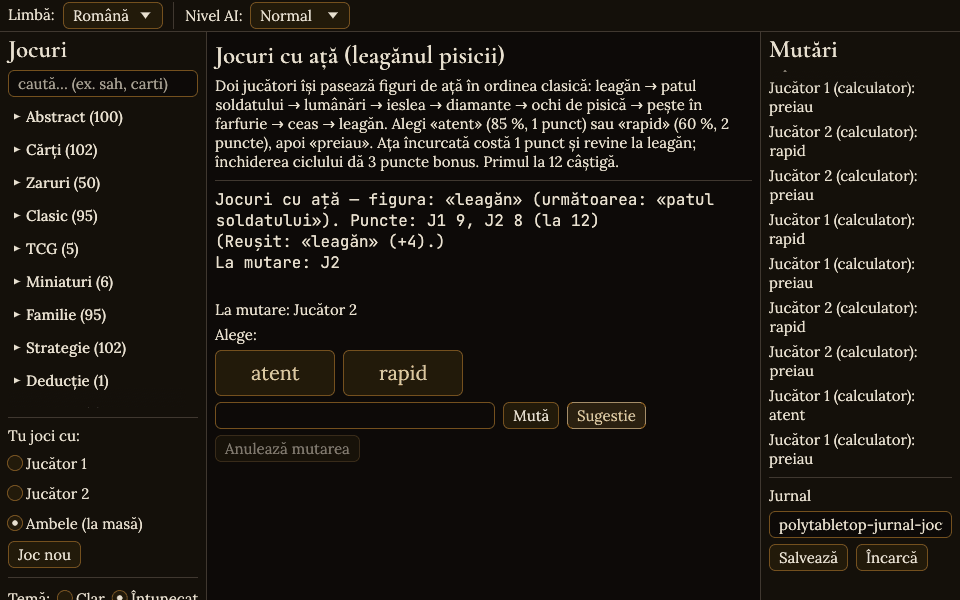 Limbă: Română ▼ Nivel AI: Normal ▼
Jocuri
caută... (ex. sah, carti)
▸ Abstract (100)
▸ Cărți (102)
▸ Zaruri (50)
▸ Clasic (95)
▸ TCG (5)
▸ Miniaturi (6)
▸ Familie (95)
▸ Strategie (102)
▸ Deducție (1)
Tu joci cu:
Jucător 1
Jucător 2
Ambele (la masă)
Joc nou
Temă: Clar Întunecat
Jocuri cu ață (leagănul pisicii)
Doi jucători își pasează figuri de ață în ordinea clasică: leagăn → patul
soldatului → lumânări → ieslea → diamante → ochi de pisică → pește în
farfurie → ceas → leagăn. Alegi «atent» (85 %, 1 punct) sau «rapid» (60 %, 2
puncte), apoi «preiau». Ața încurcată costă 1 punct și revine la leagăn;
închiderea ciclului dă 3 puncte bonus. Primul la 12 câștigă.
Jocuri cu ață — figura: «leagăn» (următoarea: «patul
soldatului»). Puncte: J1 9, J2 8 (la 12)
(Reușit: «leagăn» (+4).)
La mutare: J2
La mutare: Jucător 2
Alege:
atent rapid
Mută Sugestie
Anulează mutarea
Mutări
Jucător 1 (calculator):
preiau
Jucător 2 (calculator):
rapid
Jucător 2 (calculator):
preiau
Jucător 1 (calculator):
rapid
Jucător 1 (calculator):
preiau
Jucător 2 (calculator):
rapid
Jucător 2 (calculator):
preiau
Jucător 1 (calculator):
atent
Jucător 1 (calculator):
preiau
Jurnal
polytabletop-jurnal-joc
Salvează Încarcă